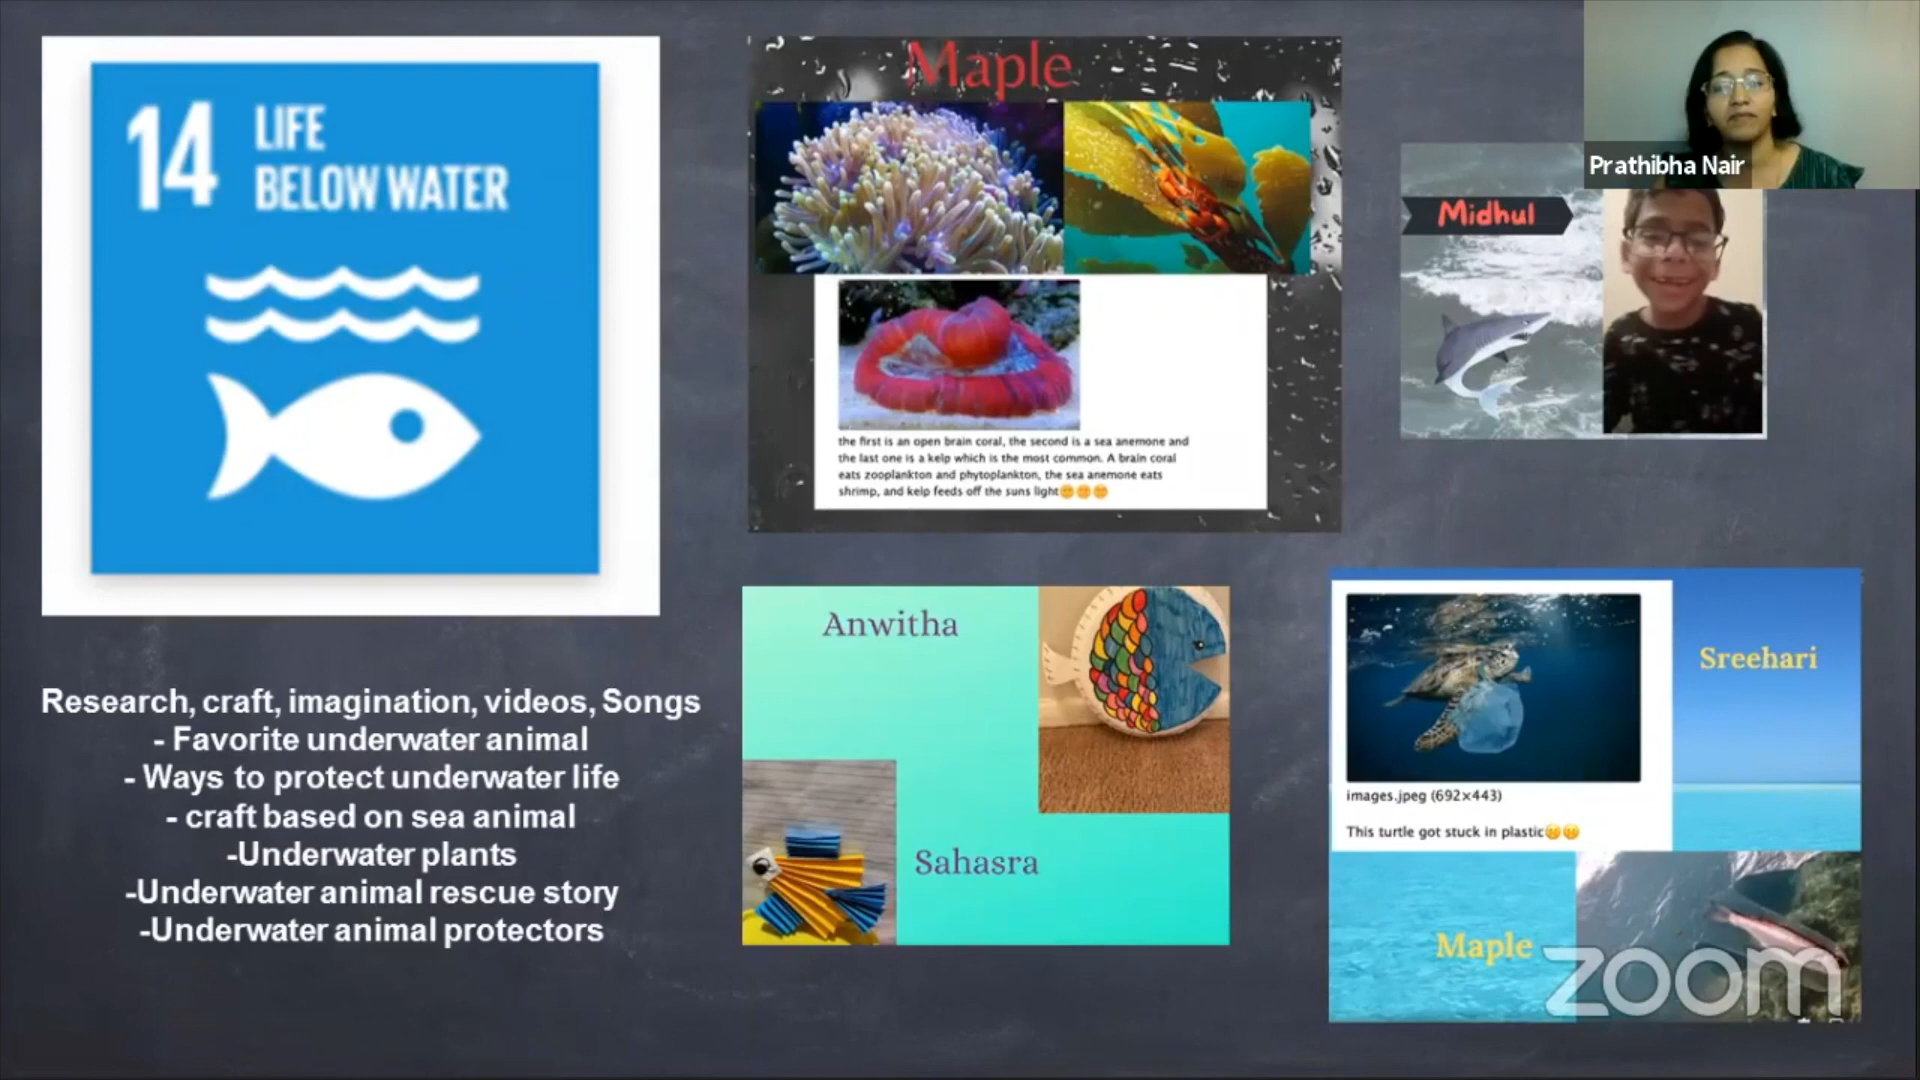 14 LIFE
BELOW WATER
Research, craft, imagination, videos, Songs
- Favorite underwater animal
- Ways to protect underwater life
- craft based on sea animal
-Underwater plants
-Underwater animal rescue story
-Underwater animal protectors
Maple
the first is an open brain coral, the second is a sea anemone and
the last one is a kelp which is the most common. A brain coral
eats zooplankton and phytoplankton, the sea anemone eats
shrimp, and kelp feeds off the suns light
Prathibha Nair
Midhul
Anwitha
Sahasra
Sreehari
images.jpeg (692×443)
This turtle got stuck in plastic
Maple
zoom